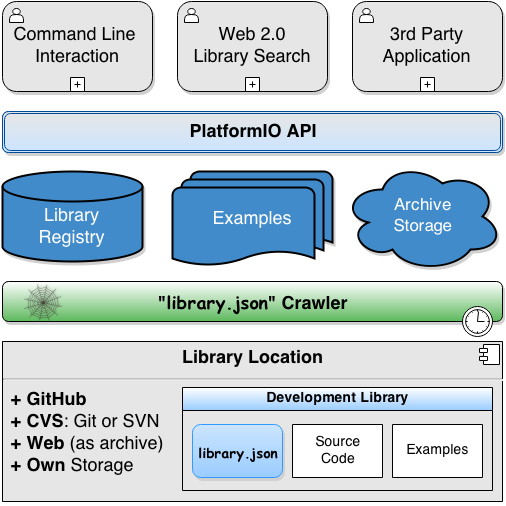 Command Line
Interaction
+
Web 2.0
Library Search
+
3rd Party
Application
+
PlatformIO API
Library
Registry
Examples
Archive
Storage
"library.json" Crawler
Library Location
+ GitHub
+ CVS: Git or SVN
+ Web (as archive)
+ Own Storage
Development Library
library.json
Source
Code
Examples